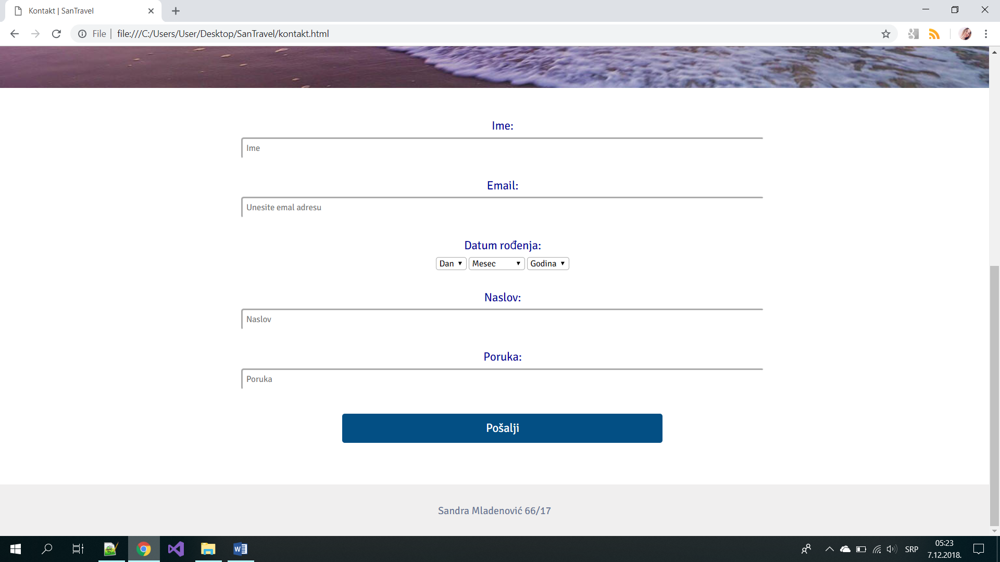 Kontakt | SanTravel
File
file:///C:/Users/User/Desktop/SanTravel/kontakt.html
Ime:
Ime
Email:
Unesite emal adresu
Datum rođenja:
Dan Mesec Godina
Naslov:
Naslov
Poruka:
Poruka
Pošalji
Sandra Mladenović 66/17
SRP
05:23
7.12.2018.